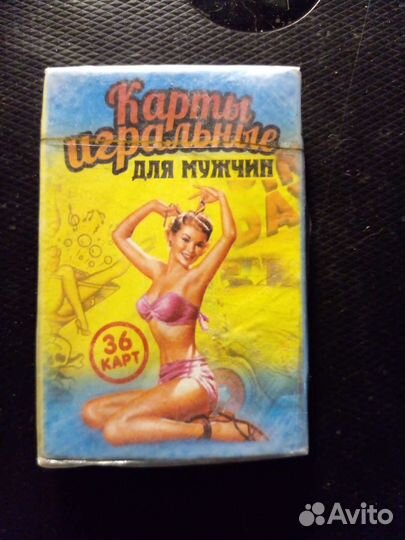 Карты
игральные
для мужчин
36
КАРТ
Avito